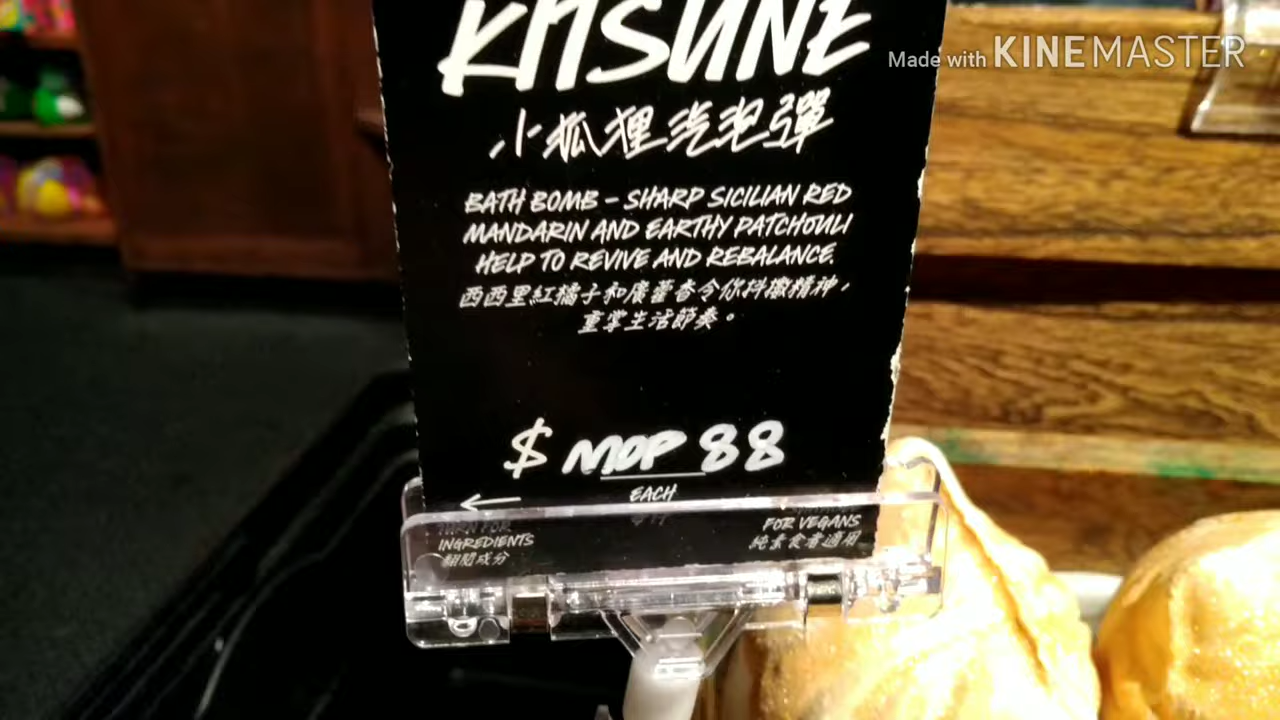 KITSUNE
Made with KINEMASTER
小狐狸汽泡彈
BATH BOMB - SHARP SICILIAN RED
MANDARIN AND EARTHY PATCHOULI
HELP TO REVIVE AND REBALANCE.
西西里紅橘子和廣藿香令你抖擻精神，
重掌生活節奏。
$ MOP 88
EACH
TURN FOR
INGREDIENTS
翻閱成分
FOR VEGANS
純素食者適用